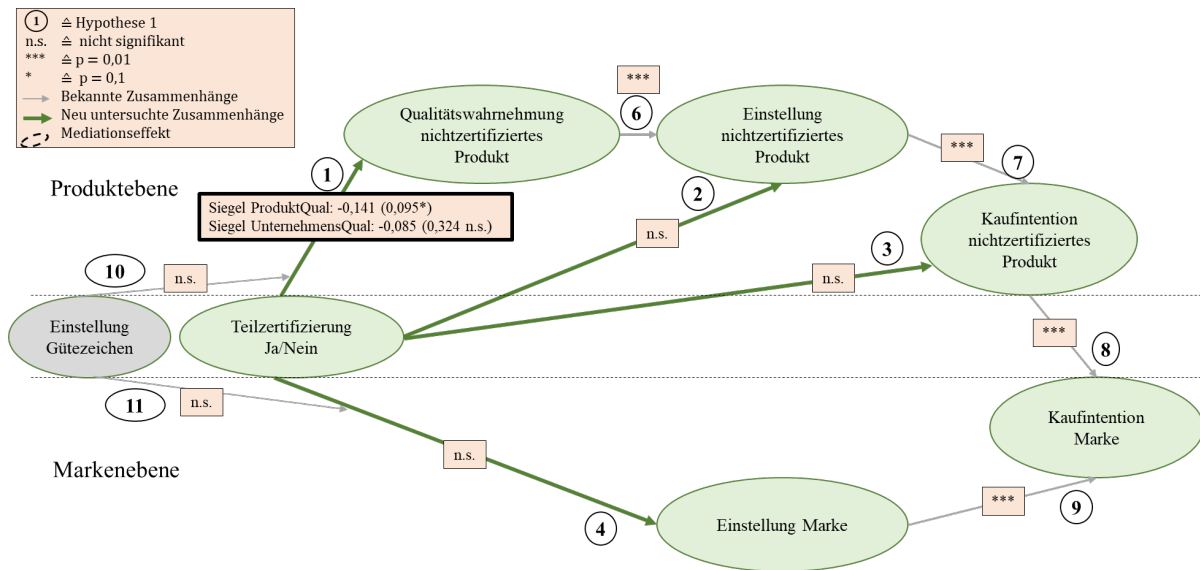 1 ≙ Hypothese 1
n.s. ≙ nicht signifikant
*** ≙ p = 0,01
* ≙ p = 0,1
Bekannte Zusammenhänge
Neu untersuchte Zusammenhänge
Mediationseffekt
Produktebene
Qualitätswahrnehmung
nichtzertifiziertes
Produkt
***
6
Einstellung
nichtzertifiziertes
Produkt
***
7
1
Siegel ProduktQual: -0,141 (0,095*)
Siegel UnternehmensQual: -0,085 (0,324 n.s.)
2
n.s.
3
n.s.
Kaufintention
nichtzertifiziertes
Produkt
10
n.s.
Einstellung
Gütezeichen
Teilzertifizierung
Ja/Nein
***
8
11
n.s.
Markenebene
n.s.
4
Einstellung Marke
***
9
Kaufintention
Marke